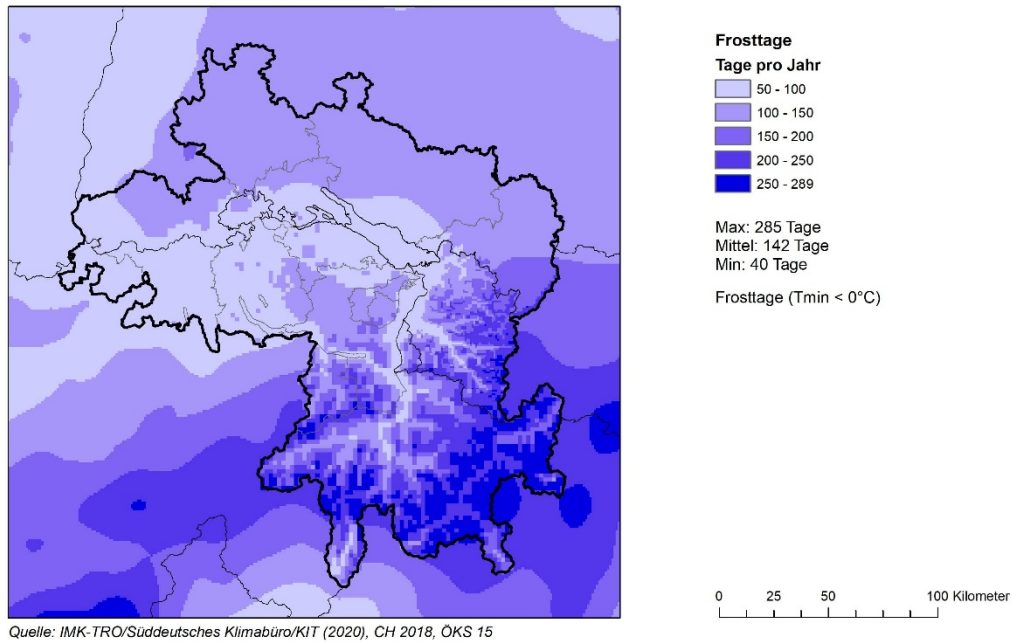 Frosttage
Tage pro Jahr
50 - 100
100 - 150
150 - 200
200 - 250
250 - 289
Max: 285 Tage
Mittel: 142 Tage
Min: 40 Tage
Frosttage (Tmin < 0°C)
0 25 50 100 Kilometer
Quelle: IMK-TRO/Süddeutsches Klimabüro/KIT (2020), CH 2018, ÖKS 15